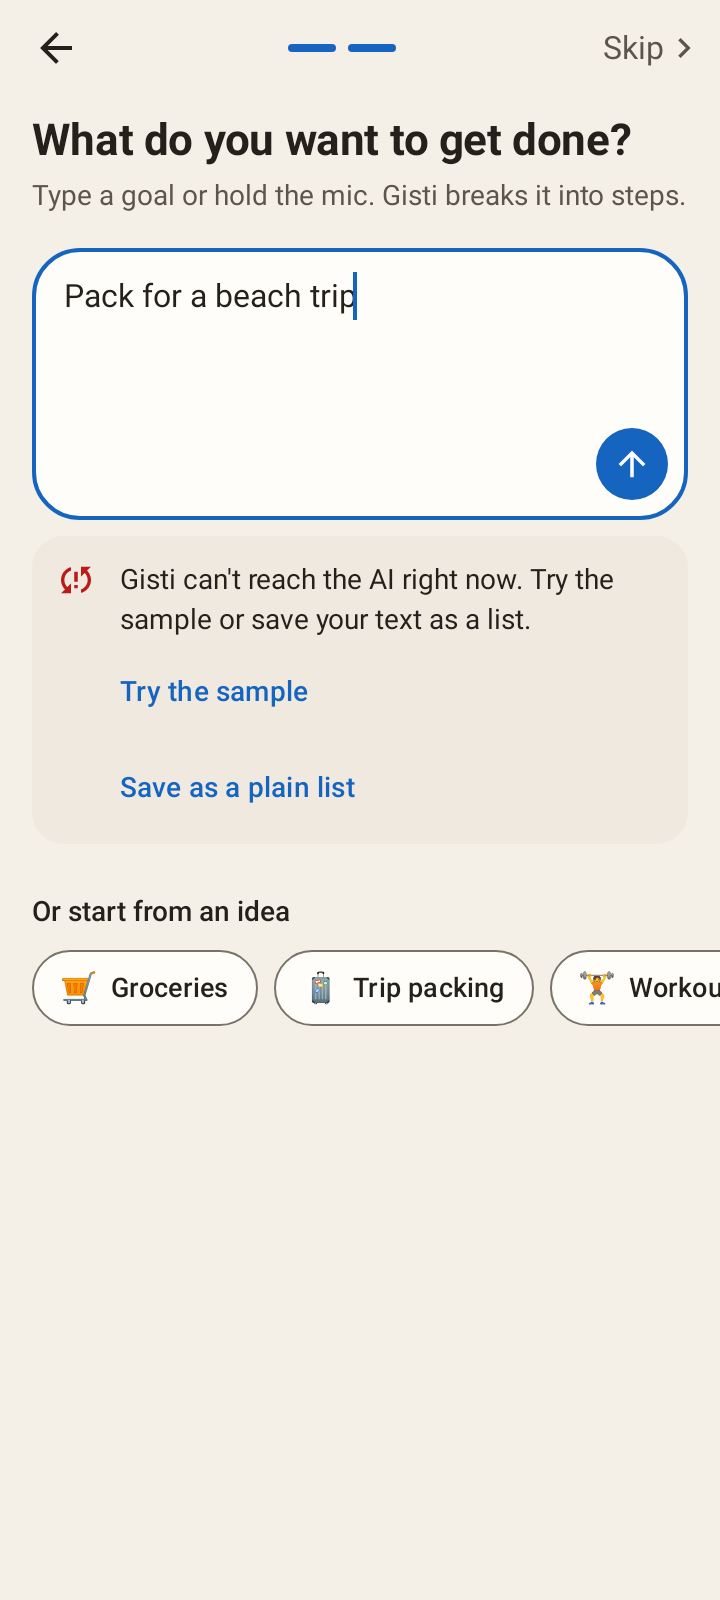 Skip
What do you want to get done?
Type a goal or hold the mic. Gisti breaks it into steps.
Pack for a beach trip
Gisti can't reach the AI right now. Try the
sample or save your text as a list.
Try the sample
Save as a plain list
Or start from an idea
Groceries
Trip packing
Workou